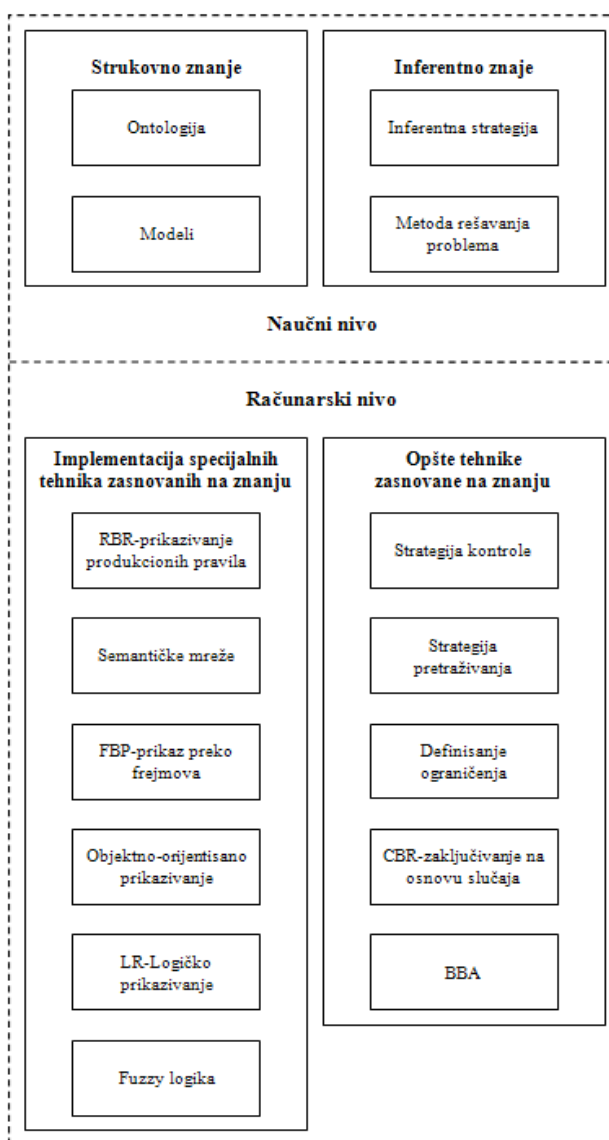 Strukovno znanje
Ontologija
Modeli
Inferentno znaje
Inferentna strategija
Metoda rešavanja
problema
Naučni nivo
Računarski nivo
Implementacija specijalnih
tehnika zasnovanih na znanju
RBR-prikazivanje
produkcionih pravila
Semantičke mreže
FBP-prikaz preko
frejmova
Objektno-orijentisano
prikazivanje
LR-Logičko
prikazivanje
Fuzzy logika
Opšte tehnike
zasnovane na znanju
Strategija kontrole
Strategija
pretraživanja
Definisanje
ograničenja
CBR-zaključivanje na
osnovu slučaja
BBA